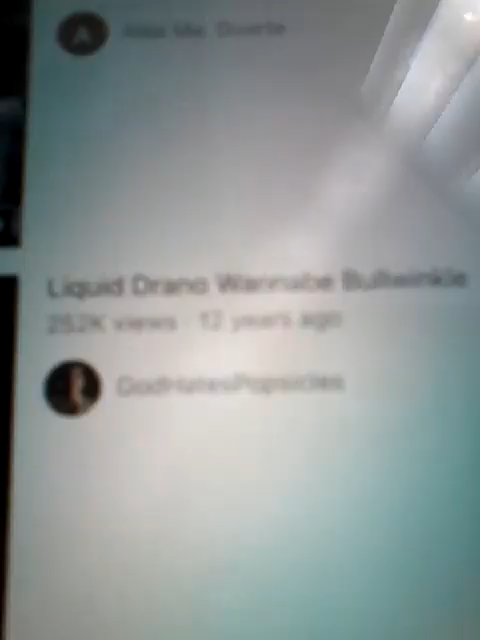 A
Liquid Drano Wannabe Bullwinkle
252K views · 12 years ago
GodHatesPopsicles